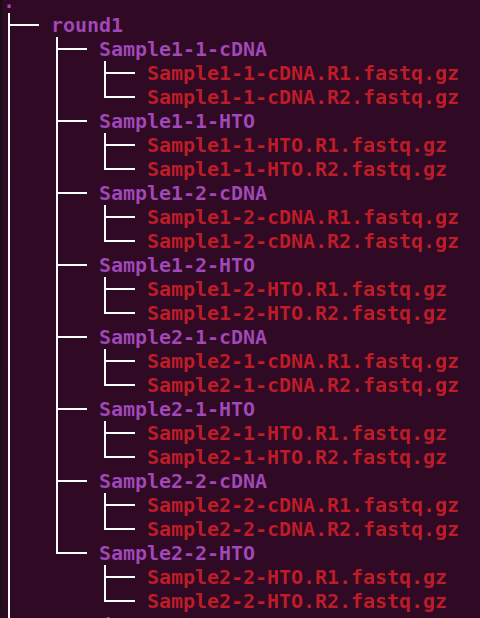 .
round1
Sample1-1-cDNA
Sample1-1-cDNA.R1.fastq.gz
Sample1-1-cDNA.R2.fastq.gz
Sample1-1-HTO
Sample1-1-HTO.R1.fastq.gz
Sample1-1-HTO.R2.fastq.gz
Sample1-2-cDNA
Sample1-2-cDNA.R1.fastq.gz
Sample1-2-cDNA.R2.fastq.gz
Sample1-2-HTO
Sample1-2-HTO.R1.fastq.gz
Sample1-2-HTO.R2.fastq.gz
Sample2-1-cDNA
Sample2-1-cDNA.R1.fastq.gz
Sample2-1-cDNA.R2.fastq.gz
Sample2-1-HTO
Sample2-1-HTO.R1.fastq.gz
Sample2-1-HTO.R2.fastq.gz
Sample2-2-cDNA
Sample2-2-cDNA.R1.fastq.gz
Sample2-2-cDNA.R2.fastq.gz
Sample2-2-HTO
Sample2-2-HTO.R1.fastq.gz
Sample2-2-HTO.R2.fastq.gz